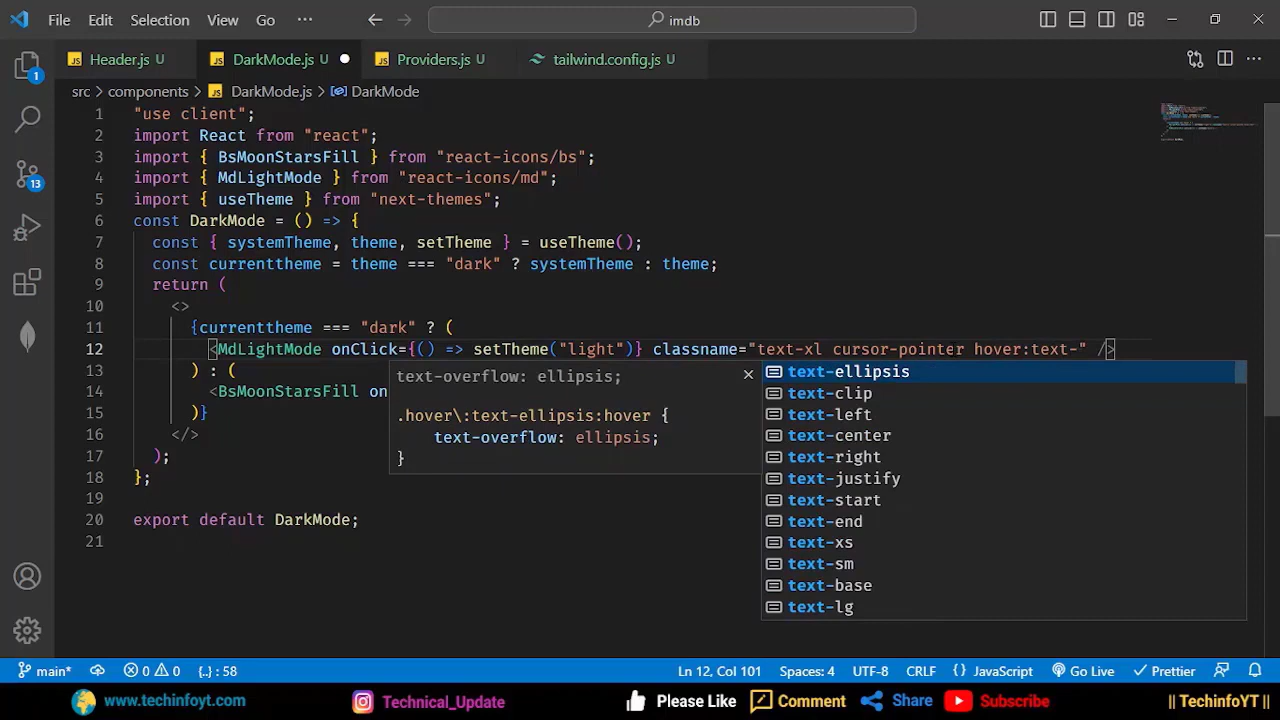 File Edit Selection View Go ··· imdb
Header.js U DarkMode.js U Providers.js U tailwind.config.js U
src > components > DarkMode.js > DarkMode
1 "use client";
2 import React from "react";
3 import { BsMoonStarsFill } from "react-icons/bs";
4 import { MdLightMode } from "react-icons/md";
5 import { useTheme } from "next-themes";
6 const DarkMode = () => {
7 const { systemTheme, theme, setTheme } = useTheme();
8 const currenttheme = theme === "dark" ? systemTheme : theme;
9 return (
10 <>
11 {currenttheme === "dark" ? (
12 <MdLightMode onClick={() => setTheme("light")} classname="text-xl cursor-pointer hover:text-" />
13 ) : (
14 <BsMoonStarsFill on
15 )}
16 </>
17 );
18 };
19
20 export default DarkMode;
21
text-overflow: ellipsis;
.hover\:text-ellipsis:hover {
text-overflow: ellipsis;
}
text-ellipsis
text-clip
text-left
text-center
text-right
text-justify
text-start
text-end
text-xs
text-sm
text-base
text-lg
1
13
main* 0 0 {..} : 58 Ln 12, Col 101 Spaces: 4 UTF-8 CRLF {} JavaScript Go Live Prettier
www.techinfoyt.com Technical_Update Please Like Comment Share Subscribe || TechinfoYT ||